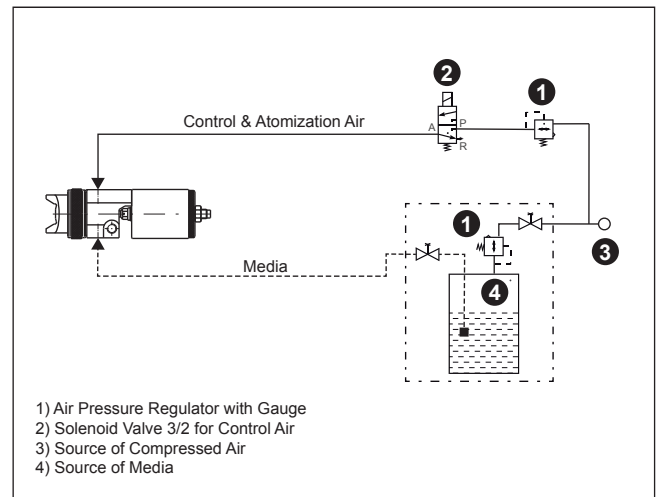 2
1
Control & Atomization Air
A
P
R
1
3
Media
4
1) Air Pressure Regulator with Gauge
2) Solenoid Valve 3/2 for Control Air
3) Source of Compressed Air
4) Source of Media